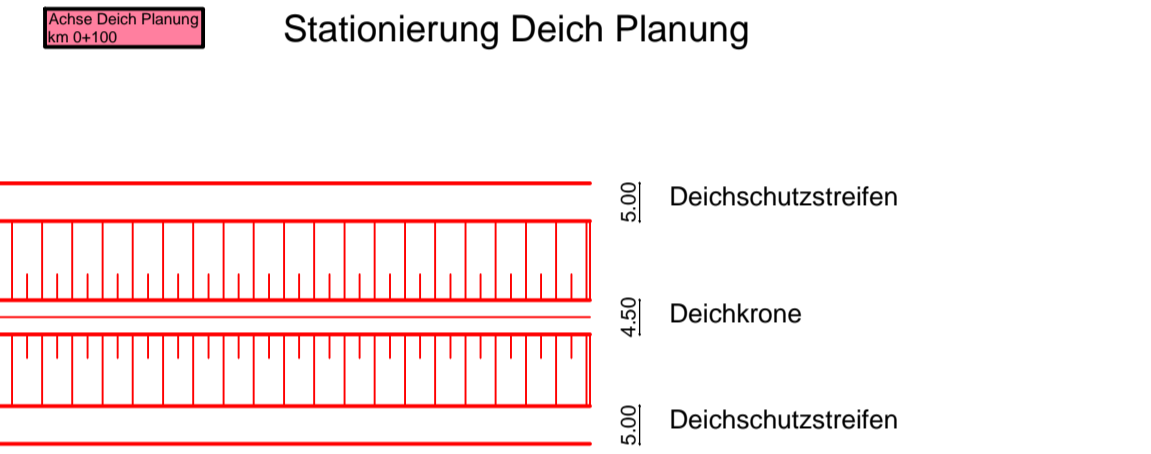 Achse Deich Planung
km 0+100
Stationierung Deich Planung
5.00 Deichschutzstreifen
4.50 Deichkrone
5.00 Deichschutzstreifen